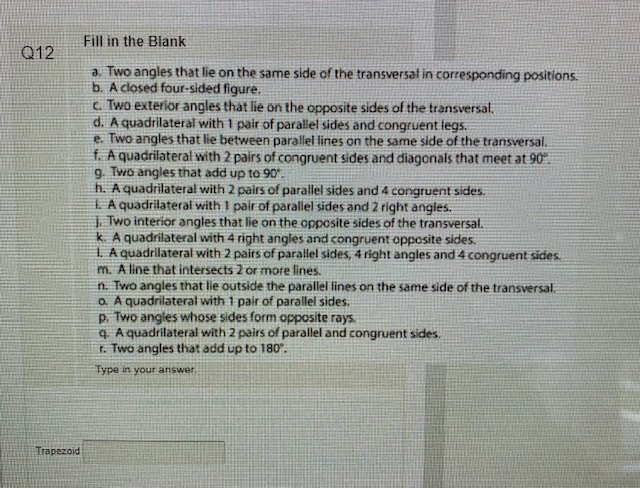 Q12
Fill in the Blank
a. Two angles that lie on the same side of the transversal in corresponding positions.
b. A closed four-sided figure.
c. Two exterior angles that lie on the opposite sides of the transversal.
d. A quadrilateral with 1 pair of parallel sides and congruent legs.
e. Two angles that lie between parallel lines on the same side of the transversal.
f. A quadrilateral with 2 pairs of congruent sides and diagonals that meet at 90°.
g. Two angles that add up to 90°.
h. A quadrilateral with 2 pairs of parallel sides and 4 congruent sides.
i. A quadrilateral with 1 pair of parallel sides and 2 right angles.
j. Two interior angles that lie on the opposite sides of the transversal.
k. A quadrilateral with 4 right angles and congruent opposite sides.
l. A quadrilateral with 2 pairs of parallel sides, 4 right angles and 4 congruent sides.
m. A line that intersects 2 or more lines.
n. Two angles that lie outside the parallel lines on the same side of the transversal.
o. A quadrilateral with 1 pair of parallel sides.
p. Two angles whose sides form opposite rays.
q. A quadrilateral with 2 pairs of parallel and congruent sides.
r. Two angles that add up to 180°.
Type in your answer.
Trapezoid